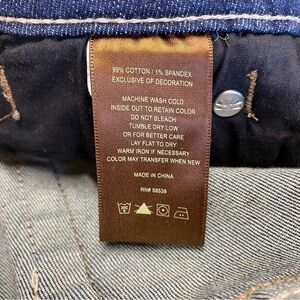 99% COTTON / 1% SPANDEX
EXCLUSIVE OF DECORATION
MACHINE WASH COLD
INSIDE OUT TO RETAIN COLOR
DO NOT BLEACH
TUMBLE DRY LOW
OR FOR BETTER CARE
LAY FLAT TO DRY
WARM IRON IF NECESSARY
COLOR MAY TRANSFER WHEN NEW
MADE IN CHINA
RN# 58539